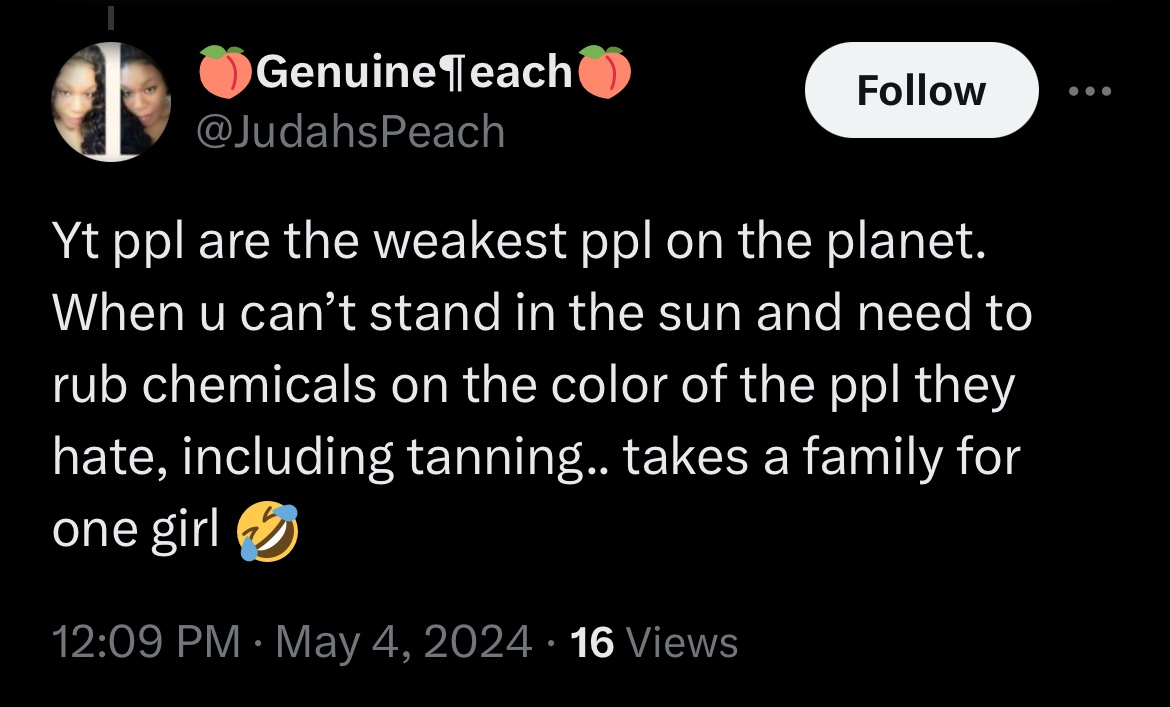 🍑Genuine¶each🍑
Follow
@JudahsPeach
Yt ppl are the weakest ppl on the planet.
When u can’t stand in the sun and need to
rub chemicals on the color of the ppl they
hate, including tanning.. takes a family for
one girl 🤣
12:09 PM · May 4, 2024 · 16 Views